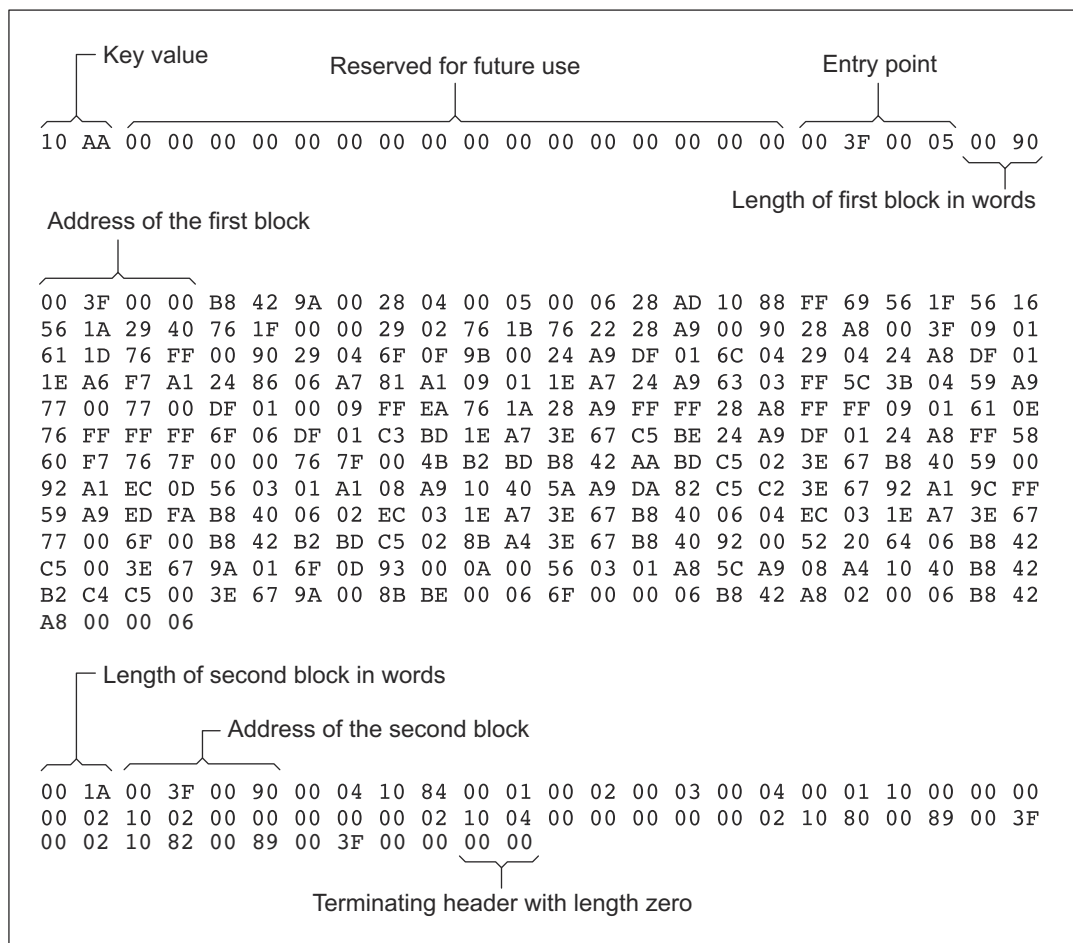 Key value
Reserved for future use
Entry point
10 AA 00 00 00 00 00 00 00 00 00 00 00 00 00 00 00 00 00 3F 00 05 00 90
Length of first block in words
Address of the first block
00 3F 00 00 B8 42 9A 00 28 04 00 05 00 06 28 AD 10 88 FF 69 56 1F 56 16
56 1A 29 40 76 1F 00 00 29 02 76 1B 76 22 28 A9 00 90 28 A8 00 3F 09 01
61 1D 76 FF 00 90 29 04 6F 0F 9B 00 24 A9 DF 01 6C 04 29 04 24 A8 DF 01
1E A6 F7 A1 24 86 06 A7 81 A1 09 01 1E A7 24 A9 63 03 FF 5C 3B 04 59 A9
77 00 77 00 DF 01 00 09 FF EA 76 1A 28 A9 FF FF 28 A8 FF FF 09 01 61 0E
76 FF FF FF 6F 06 DF 01 C3 BD 1E A7 3E 67 C5 BE 24 A9 DF 01 24 A8 FF 58
60 F7 76 7F 00 00 76 7F 00 4B B2 BD B8 42 AA BD C5 02 3E 67 B8 40 59 00
92 A1 EC 0D 56 03 01 A1 08 A9 10 40 5A A9 DA 82 C5 C2 3E 67 92 A1 9C FF
59 A9 ED FA B8 40 06 02 EC 03 1E A7 3E 67 B8 40 06 04 EC 03 1E A7 3E 67
77 00 6F 00 B8 42 B2 BD C5 02 8B A4 3E 67 B8 40 92 00 52 20 64 06 B8 42
C5 00 3E 67 9A 01 6F 0D 93 00 0A 00 56 03 01 A8 5C A9 08 A4 10 40 B8 42
B2 C4 C5 00 3E 67 9A 00 8B BE 00 06 6F 00 00 06 B8 42 A8 02 00 06 B8 42
A8 00 00 06
Length of second block in words
Address of the second block
00 1A 00 3F 00 90 00 04 10 84 00 01 00 02 00 03 00 04 00 01 10 00 00 00
00 02 10 02 00 00 00 00 00 02 10 04 00 00 00 00 00 02 10 80 00 89 00 3F
00 02 10 82 00 89 00 3F 00 00 00 00
Terminating header with length zero